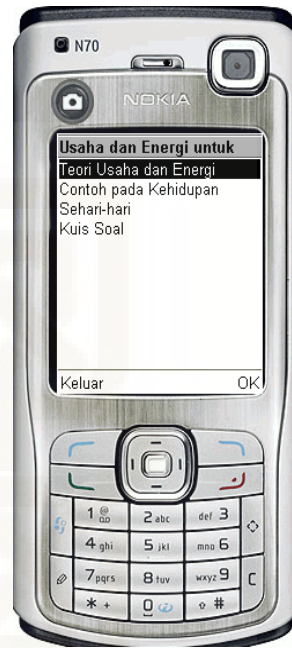 N70
NOKIA
Usaha dan Energi untuk
Teori Usaha dan Energi
Contoh pada Kehidupan
Sehari-hari
Kuis Soal
Keluar OK
1 @ 2 abc def 3
4 ghi 5 jkl mno 6
7 pqrs 8 tuv wxyz 9 C
* + 0 #